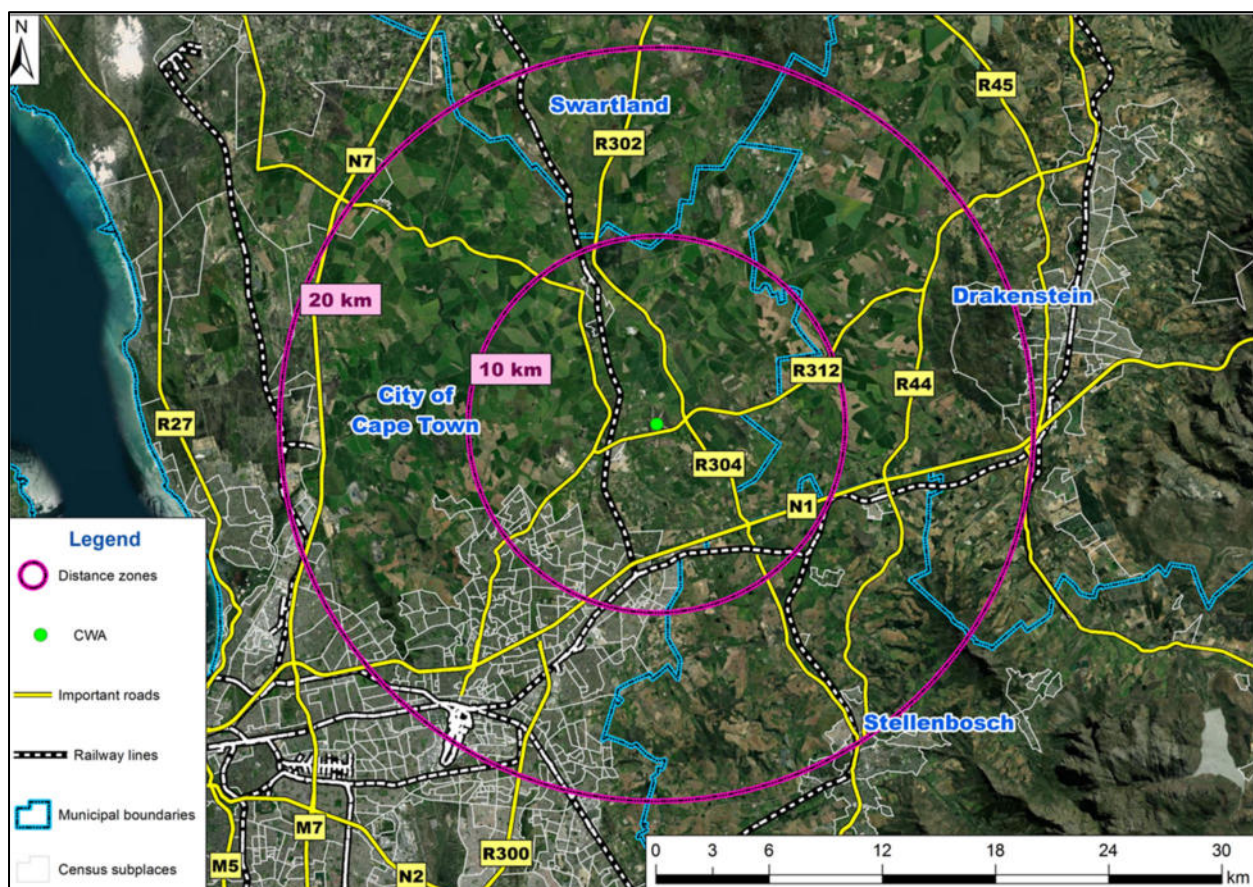 N
Swartland
R45
R302
N7
20 km
Drakenstein
10 km
R312
R44
City of
Cape Town
R27
R304
N1
Legend
Distance zones
CWA
Important roads
Railway lines
Municipal boundaries
Census subplaces
Stellenbosch
M7
R300
M5
N2
0 3 6 12 18 24 30
km